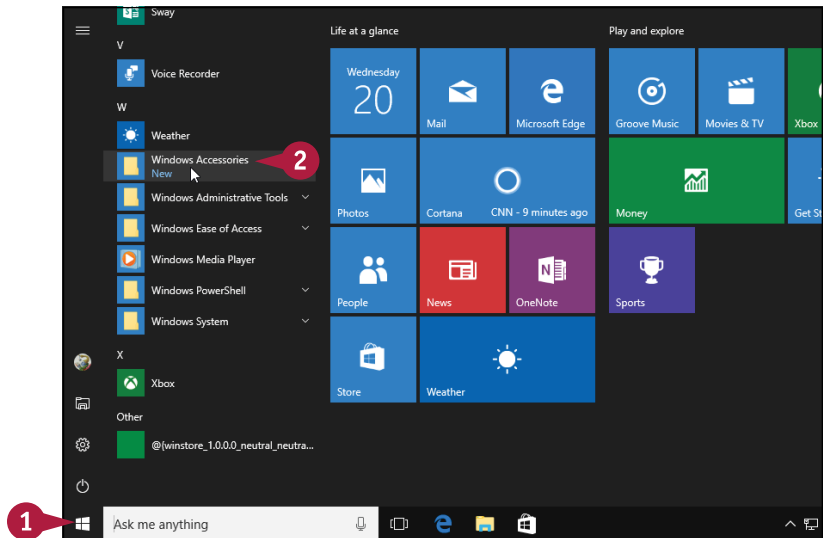 Sway
V
Voice Recorder
W
Weather
Windows Accessories
New
2
Windows Administrative Tools
Windows Ease of Access
Windows Media Player
Windows PowerShell
Windows System
X
Xbox
Other
@{winstore_1.0.0.0_neutral_neutra...
Life at a glance
Wednesday
20
Mail
Microsoft Edge
Photos
Cortana
CNN - 9 minutes ago
People
News
N
OneNote
Store
Weather
Play and explore
Groove Music
Movies & TV
Xbox
Money
Get St
Sports
1
Ask me anything